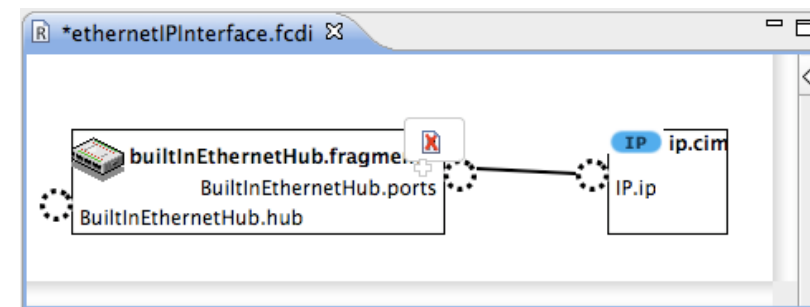 R *ethernetIPInterface.fcdi
builtInEthernetHub.fragme...
BuiltInEthernetHub.ports
BuiltInEthernetHub.hub
IP ip.cim
IP.ip